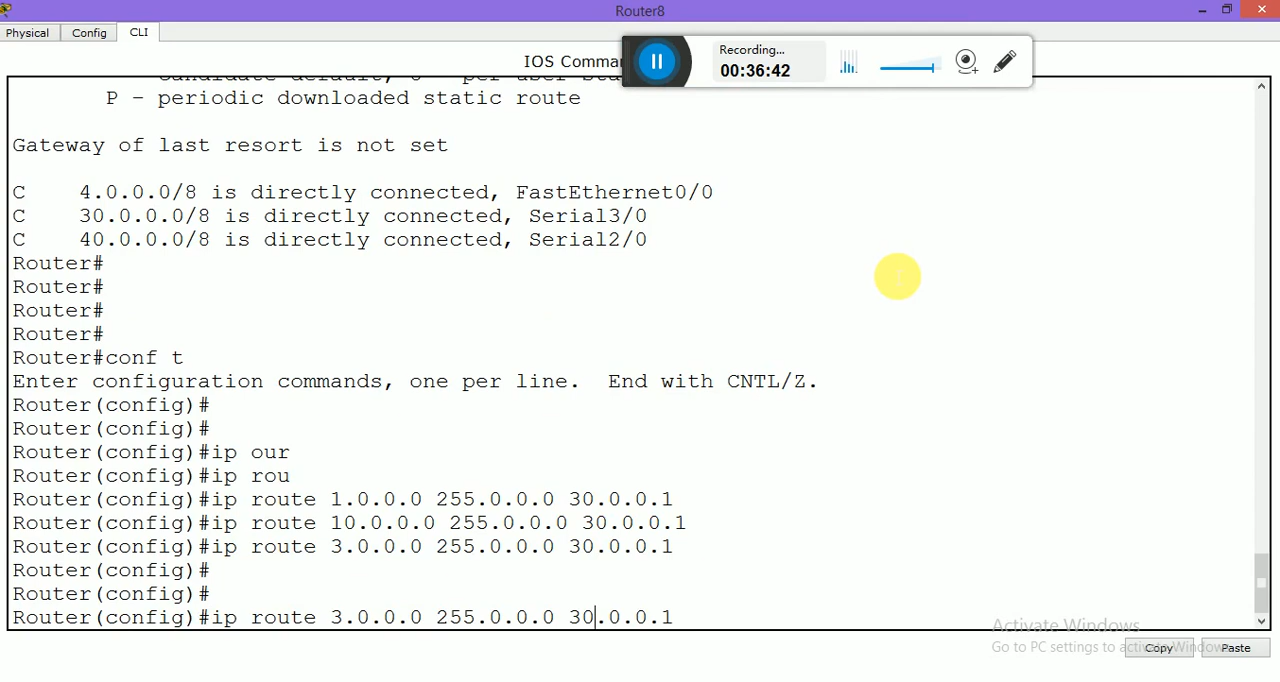 Router8
Physical Config CLI
IOS Comma
Recording...
00:36:42
P - periodic downloaded static route
Gateway of last resort is not set
C 4.0.0.0/8 is directly connected, FastEthernet0/0
C 30.0.0.0/8 is directly connected, Serial3/0
C 40.0.0.0/8 is directly connected, Serial2/0
Router#
Router#
Router#
Router#
Router#conf t
Enter configuration commands, one per line. End with CNTL/Z.
Router(config)#
Router(config)#
Router(config)#ip our
Router(config)#ip rou
Router(config)#ip route 1.0.0.0 255.0.0.0 30.0.0.1
Router(config)#ip route 10.0.0.0 255.0.0.0 30.0.0.1
Router(config)#ip route 3.0.0.0 255.0.0.0 30.0.0.1
Router(config)#
Router(config)#
Router(config)#ip route 3.0.0.0 255.0.0.0 30.0.0.1
Activate Windows
Go to PC settings to activate Windows.
Copy Paste